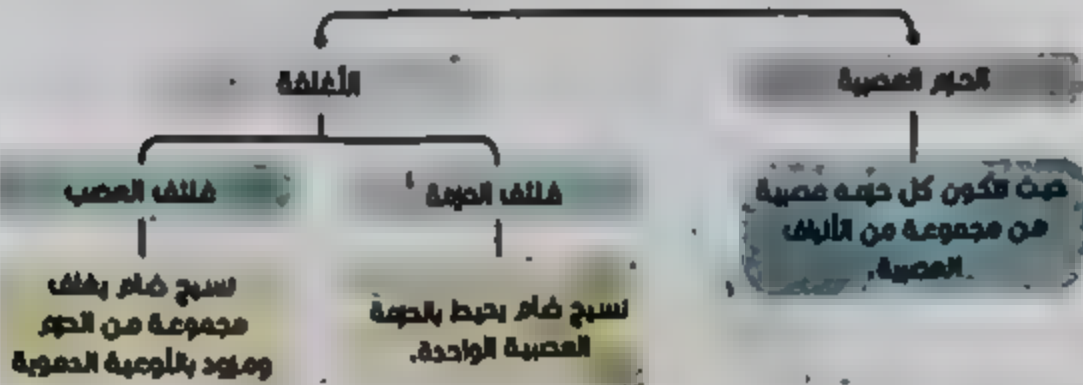 الحزم العصبية
الأغلفة
حيث تتكون كل حزمة عصبية
من مجموعة من الألياف
العصبية.
غلاف الحزمة
غلاف العصب
نسيج ضام يحيط بالحزمة
العصبية الواحدة.
نسيج ضام يغلف
مجموعة من الحزم
ومزود بالأوعية الدموية